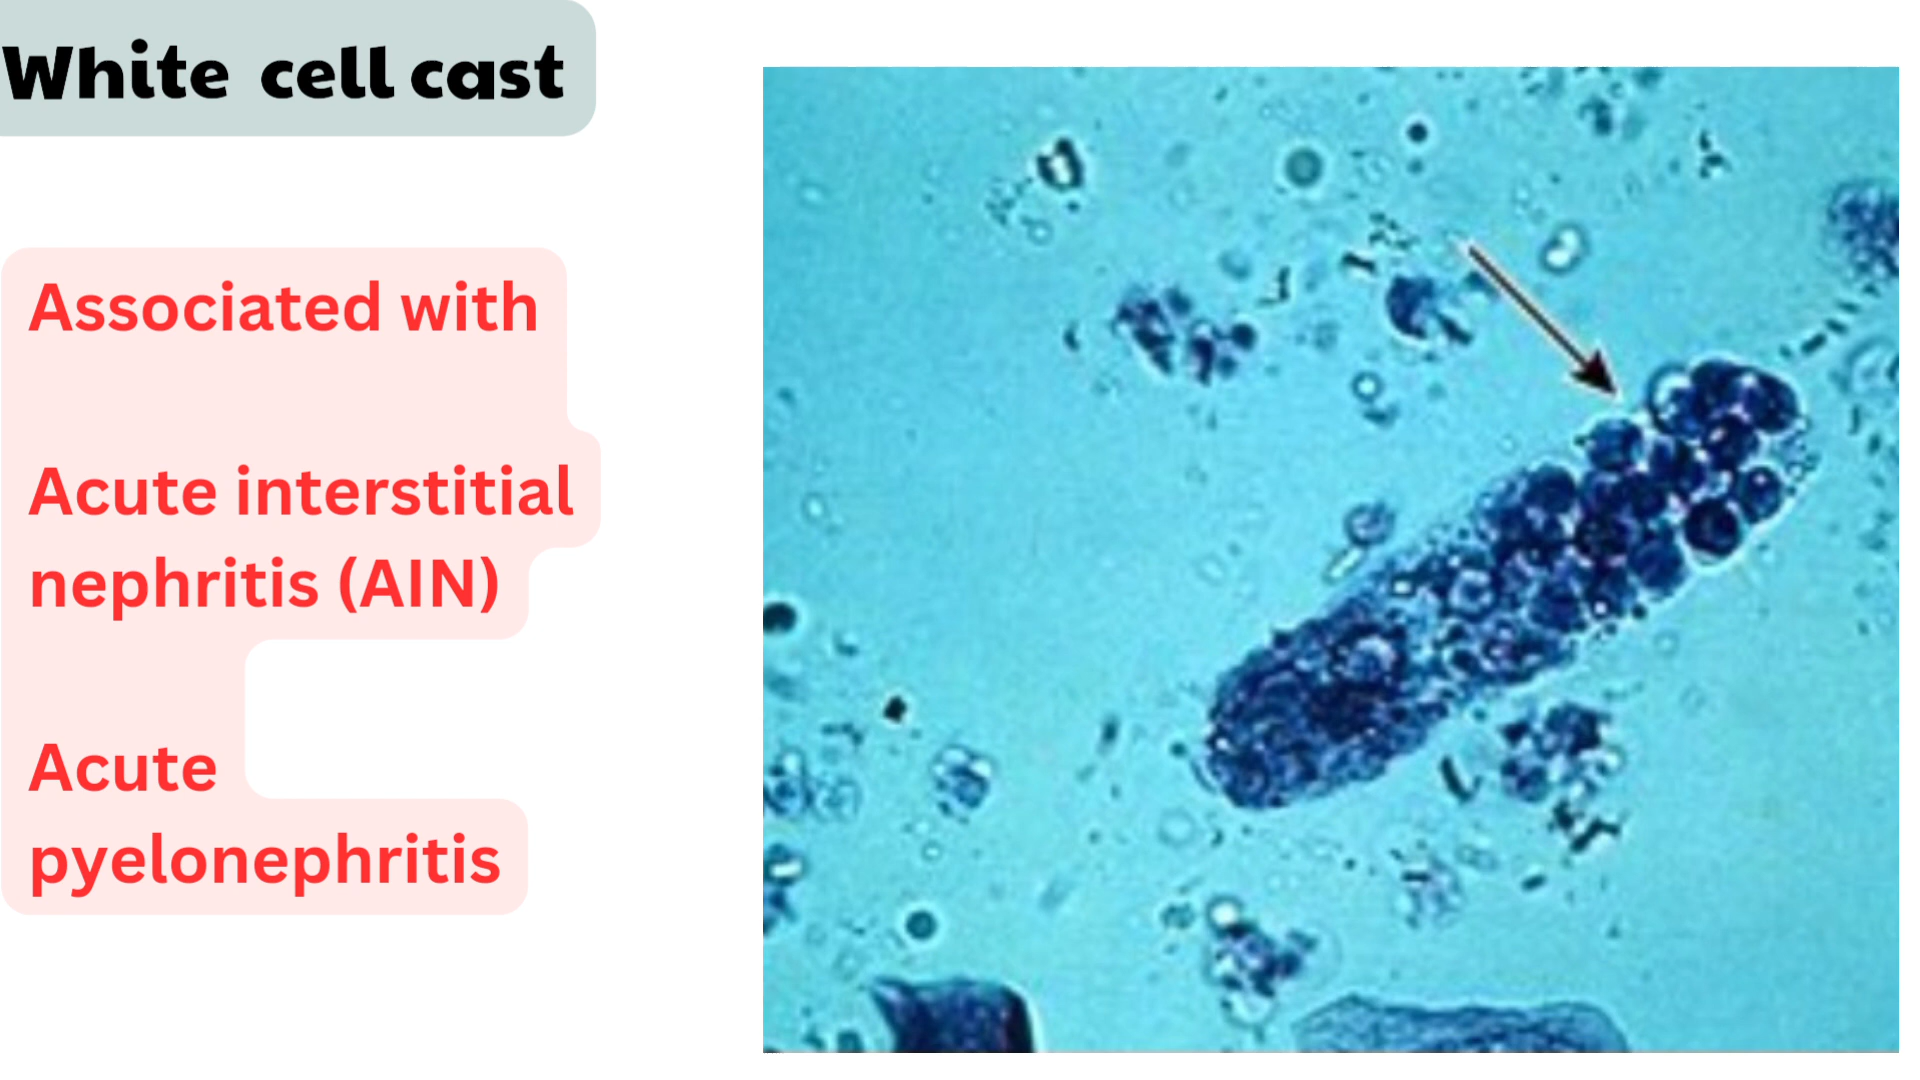 White cell cast
Associated with
Acute interstitial
nephritis (AIN)
Acute
pyelonephritis